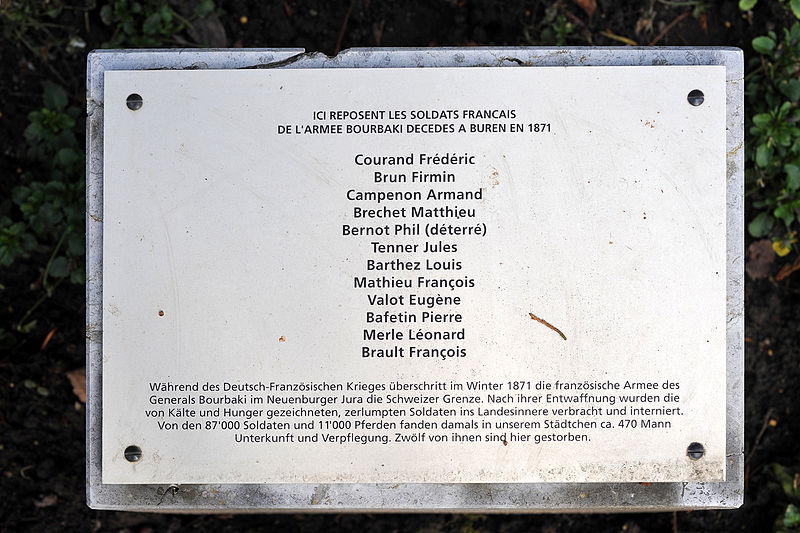 ICI REPOSENT LES SOLDATS FRANCAIS
DE L'ARMEE BOURBAKI DECEDES A BUREN EN 1871
Courand Frédéric
Brun Firmin
Campenon Armand
Brechet Matthieu
Bernot Phil (déterré)
Tenner Jules
Barthez Louis
Mathieu François
Valot Eugène
Bafetin Pierre
Merle Léonard
Brault François
Während des Deutsch-Französischen Krieges überschritt im Winter 1871 die französische Armee des
Generals Bourbaki im Neuenburger Jura die Schweizer Grenze. Nach ihrer Entwaffnung wurden die
von Kälte und Hunger gezeichneten, zerlumpten Soldaten ins Landesinnere verbracht und interniert.
Von den 87'000 Soldaten und 11'000 Pferden fanden damals in unserem Städtchen ca. 470 Mann
Unterkunft und Verpflegung. Zwölf von ihnen sind hier gestorben.